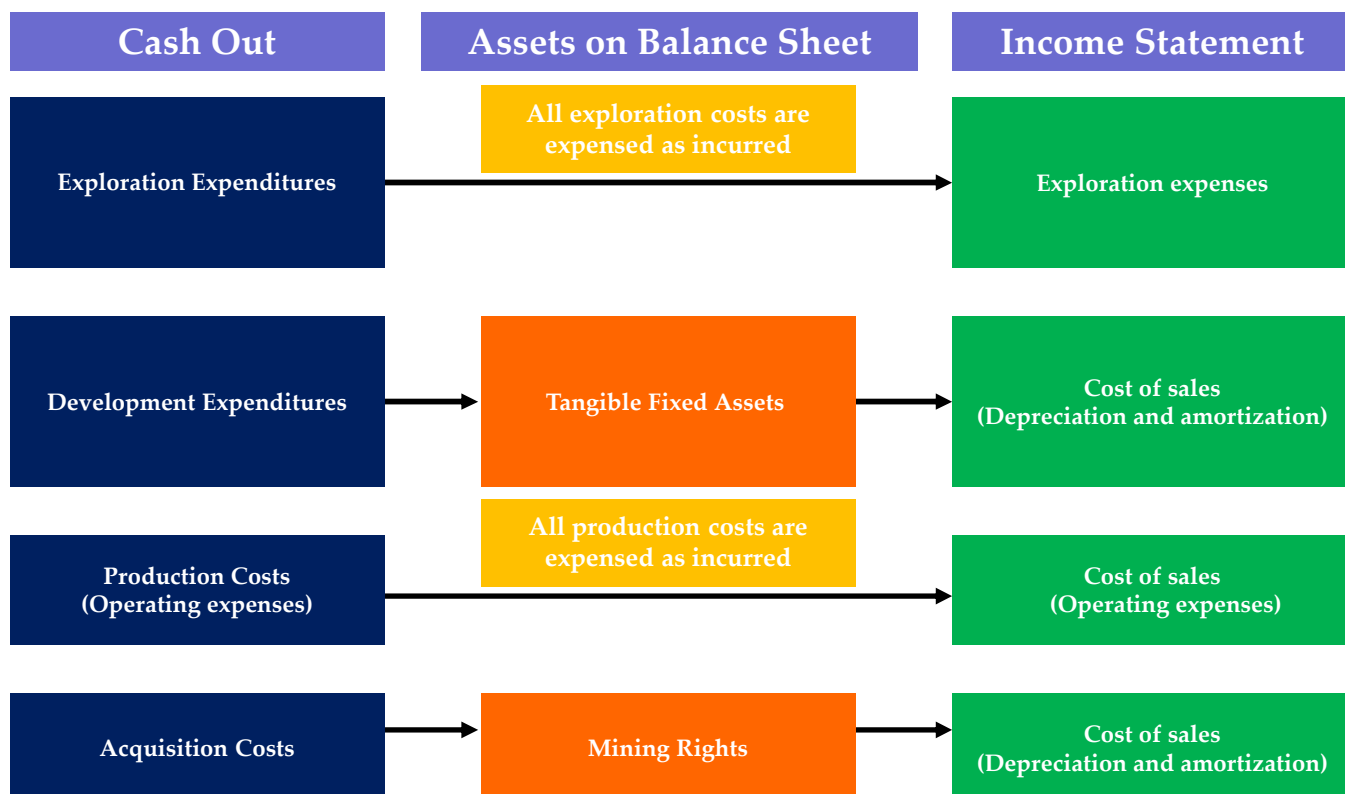 Cash Out
Assets on Balance Sheet
Income Statement
All exploration costs are
expensed as incurred
Exploration Expenditures
Exploration expenses
Development Expenditures
Tangible Fixed Assets
Cost of sales
(Depreciation and amortization)
All production costs are
expensed as incurred
Production Costs
(Operating expenses)
Cost of sales
(Operating expenses)
Acquisition Costs
Mining Rights
Cost of sales
(Depreciation and amortization)